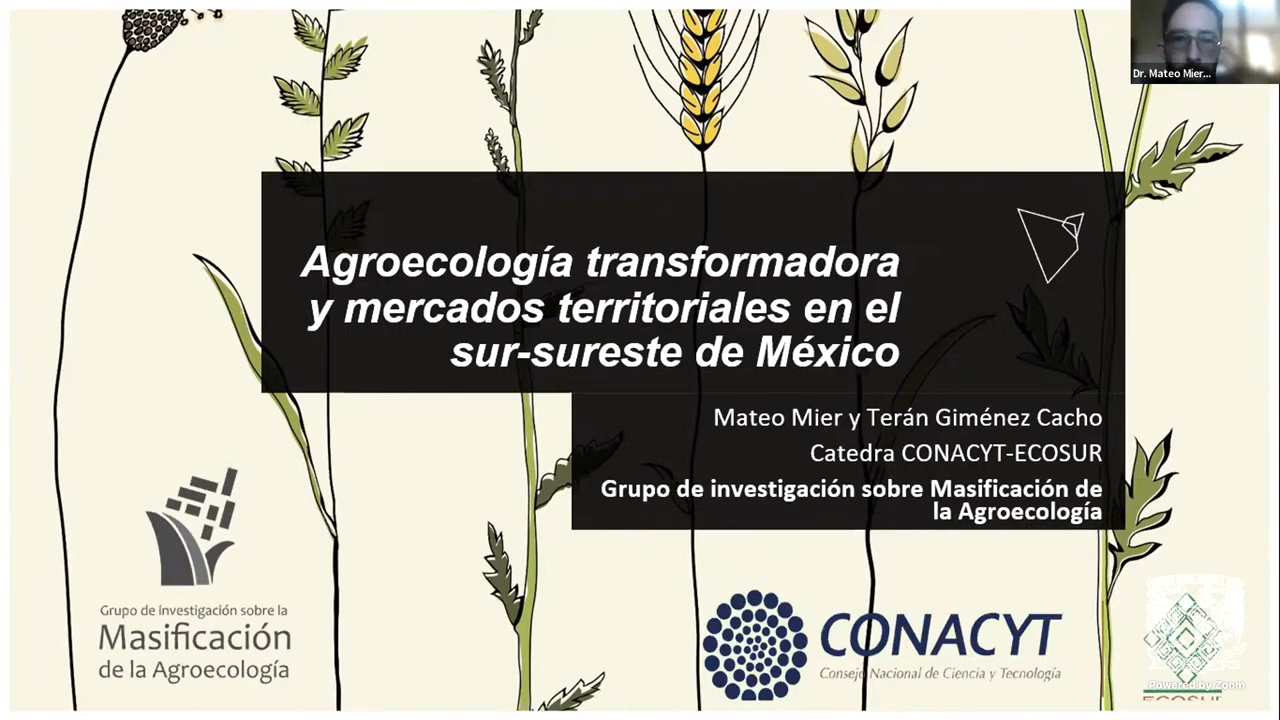 Dr. Mateo Mier...
Agroecología transformadora
y mercados territoriales en el
sur-sureste de México
Mateo Mier y Terán Giménez Cacho
Catedra CONACYT-ECOSUR
Grupo de investigación sobre Masificación de
la Agroecología
Grupo de investigación sobre la
Masificación
de la Agroecología
CONACYT
Consejo Nacional de Ciencia y Tecnología
Powered by Zoom
ECOSUR